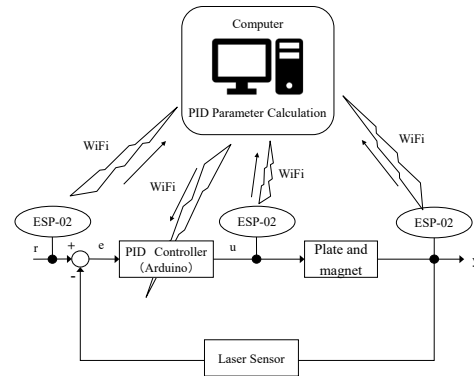 Computer
PID Parameter Calculation
WiFi
WiFi
WiFi
WiFi
ESP-02
ESP-02
ESP-02
r
+
-
e
PID Controller
(Arduino)
u
Plate and
magnet
y
Laser Sensor